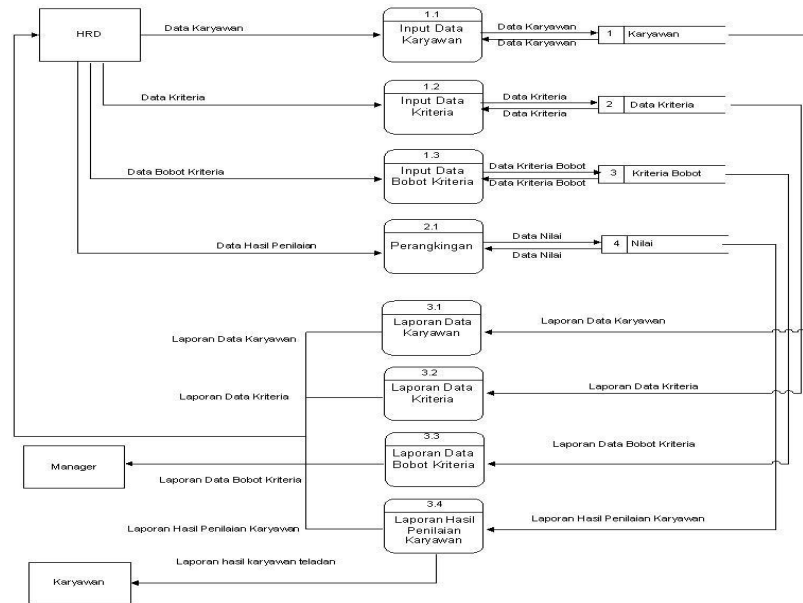 HRD
Data Karyawan
1.1
Input Data
Karyawan
Data Karyawan
Data Karyawan
1 Karyawan
Data Kriteria
1.2
Input Data
Kriteria
Data Kriteria
Data Kriteria
2 Data Kriteria
Data Bobot Kriteria
1.3
Input Data
Bobot Kriteria
Data Kriteria Bobot
Data Kriteria Bobot
3 Kriteria Bobot
Data Hasil Penilaian
2.1
Perangkingan
Data Nilai
Data Nilai
4 Nilai
Laporan Data Karyawan
3.1
Laporan Data
Karyawan
Laporan Data Karyawan
Laporan Data Kriteria
3.2
Laporan Data
Kriteria
Laporan Data Kriteria
Manager
Laporan Data Bobot Kriteria
3.3
Laporan Data
Bobot Kriteria
Laporan Data Bobot Kriteria
Laporan Hasil Penilaian Karyawan
3.4
Laporan Hasil
Penilaian
Karyawan
Laporan Hasil Penilaian Karyawan
Laporan hasil karyawan teladan
Karyawan